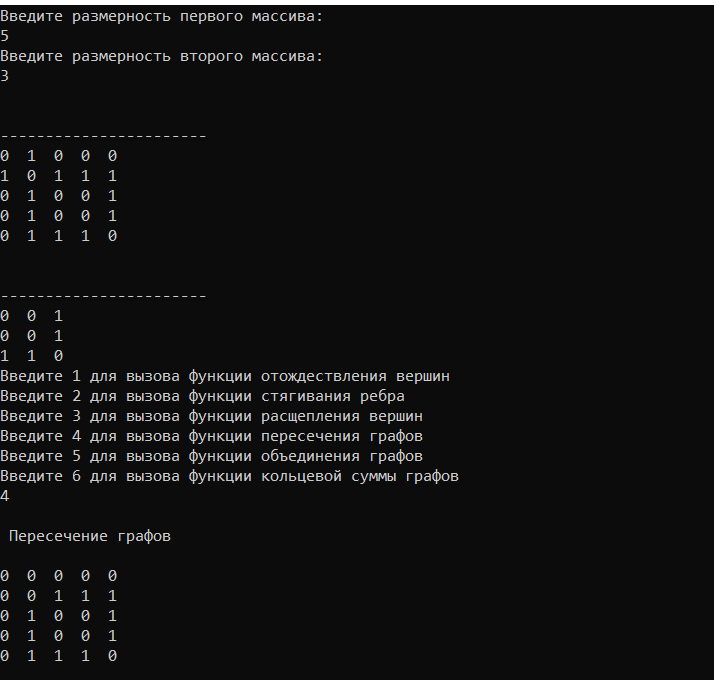 Введите размерность первого массива:
5
Введите размерность второго массива:
3
-----------------------
0 1 0 0 0
1 0 1 1 1
0 1 0 0 1
0 1 0 0 1
0 1 1 1 0
-----------------------
0 0 1
0 0 1
1 1 0
Введите 1 для вызова функции отождествления вершин
Введите 2 для вызова функции стягивания ребра
Введите 3 для вызова функции расщепления вершин
Введите 4 для вызова функции пересечения графов
Введите 5 для вызова функции объединения графов
Введите 6 для вызова функции кольцевой суммы графов
4
Пересечение графов
0 0 0 0 0
0 0 1 1 1
0 1 0 0 1
0 1 0 0 1
0 1 1 1 0